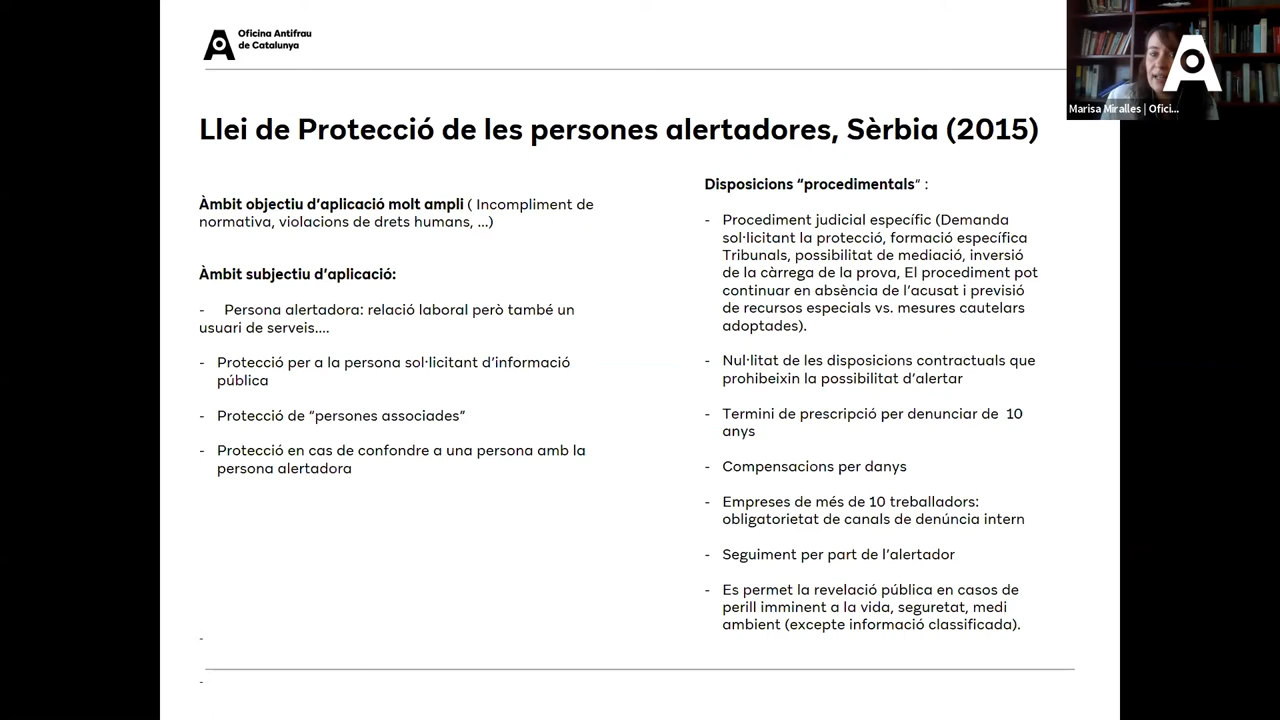 Oficina Antifrau
de Catalunya
Marisa Miralles | Ofici...
Llei de Protecció de les persones alertadores, Sèrbia (2015)
Àmbit objectiu d'aplicació molt ampli ( Incompliment de
normativa, violacions de drets humans, ...)
Àmbit subjectiu d'aplicació:
- Persona alertadora: relació laboral però també un
usuari de serveis....
- Protecció per a la persona sol·licitant d'informació
pública
- Protecció de “persones associades”
- Protecció en cas de confondre a una persona amb la
persona alertadora
-
-
Disposicions “procedimentals“ :
- Procediment judicial específic (Demanda
sol·licitant la protecció, formació específica
Tribunals, possibilitat de mediació, inversió
de la càrrega de la prova, El procediment pot
continuar en absència de l'acusat i previsió
de recursos especials vs. mesures cautelars
adoptades).
- Nul·litat de les disposicions contractuals que
prohibeixin la possibilitat d'alertar
- Termini de prescripció per denunciar de 10
anys
- Compensacions per danys
- Empreses de més de 10 treballadors:
obligatorietat de canals de denúncia intern
- Seguiment per part de l'alertador
- Es permet la revelació pública en casos de
perill imminent a la vida, seguretat, medi
ambient (excepte informació classificada).